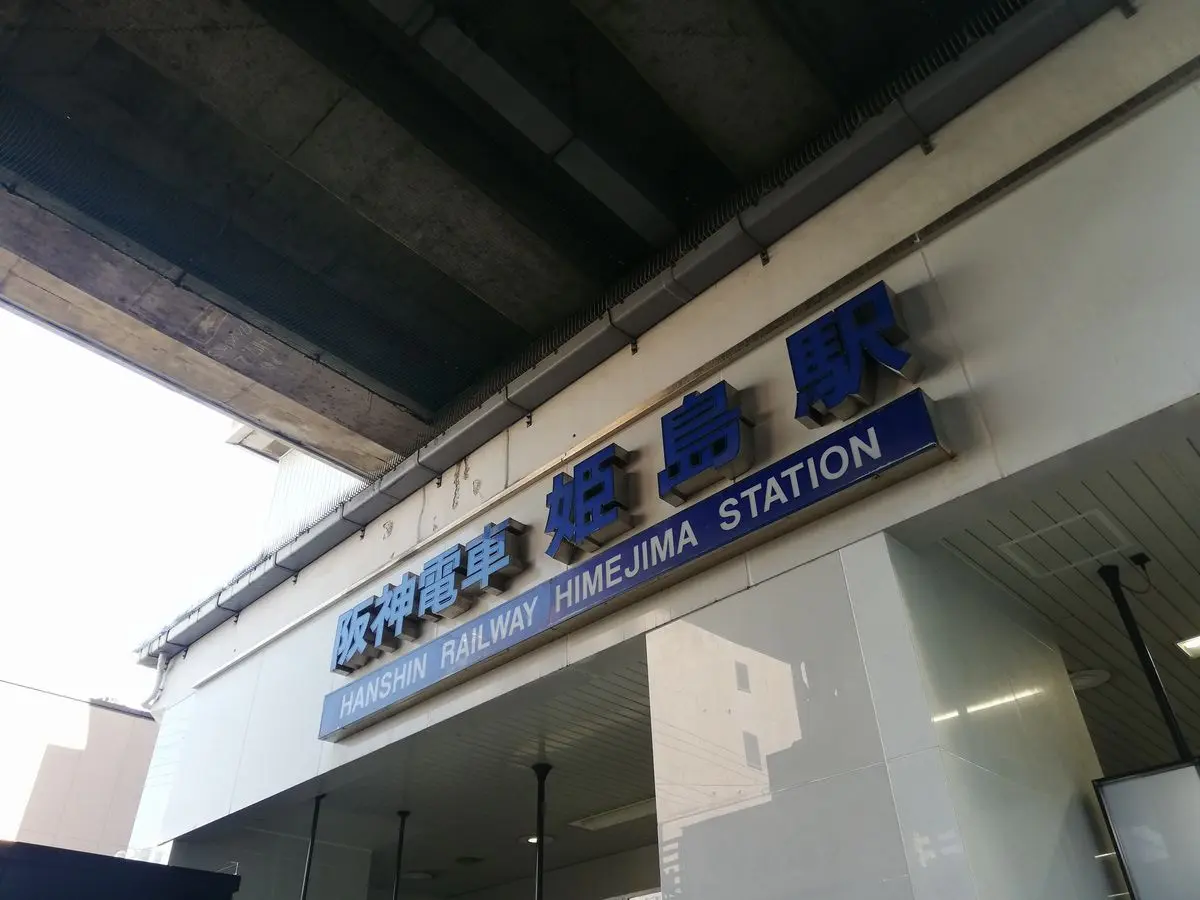 阪神電車 姫島駅
HANSHIN RAILWAY HIMEJIMA STATION